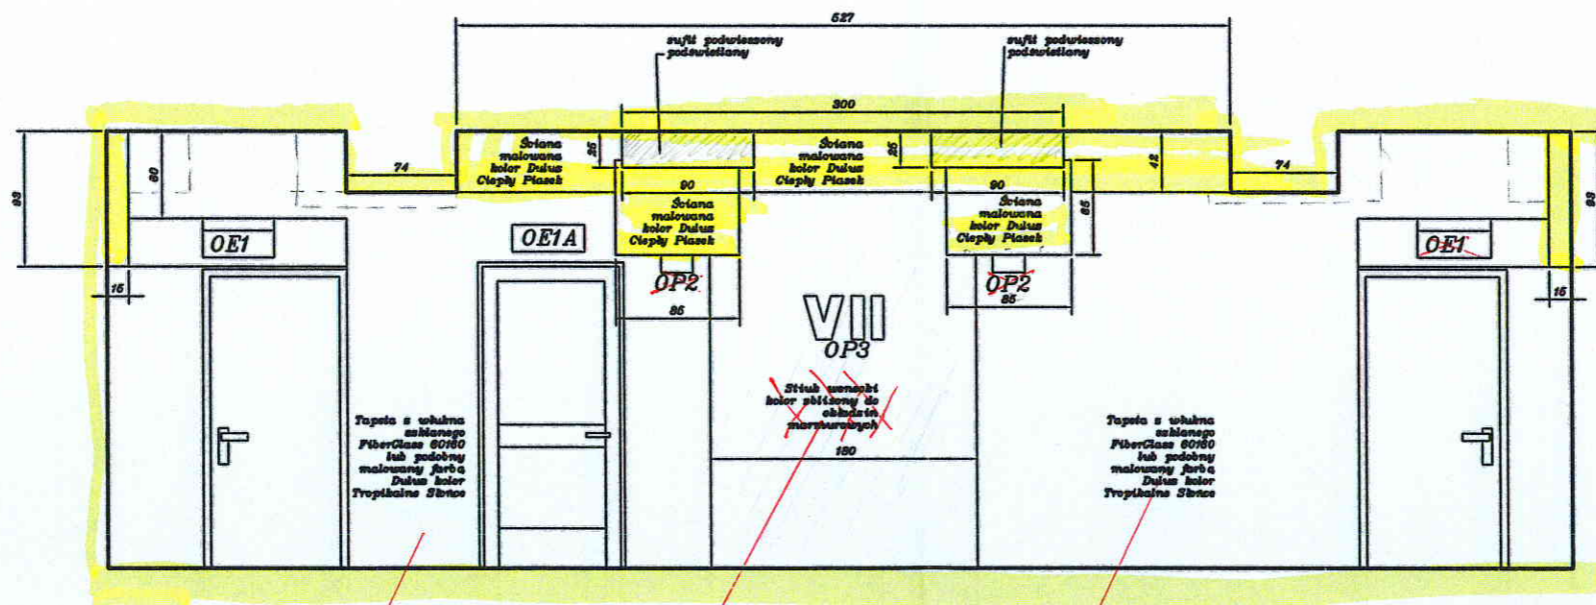 527
sufit podwieszony
podświetlany
sufit podwieszony
podświetlany
300
93
60
74
Ściana
malowana
kolor Dulux
Ciepły Piasek
25
Ściana
malowana
kolor Dulux
Ciepły Piasek
25
42
74
93
90
90
Ściana
malowana
kolor Dulux
Ciepły Piasek
Ściana
malowana
kolor Dulux
Ciepły Piasek
65
OE1
OE1A
OE1
15
OP2
85
OP2
85
15
VII
OP3
Stiuk wenecki
kolor zbliżony do
okładzin
marmurowych
180
Tapeta z włukna
szklanego
FiberGlass 60160
lub podobny
malowany farbą
Dulux kolor
Tropikalne Słońce
Tapeta z włukna
szklanego
FiberGlass 60160
lub podobny
malowany farbą
Dulux kolor
Tropikalne Słońce